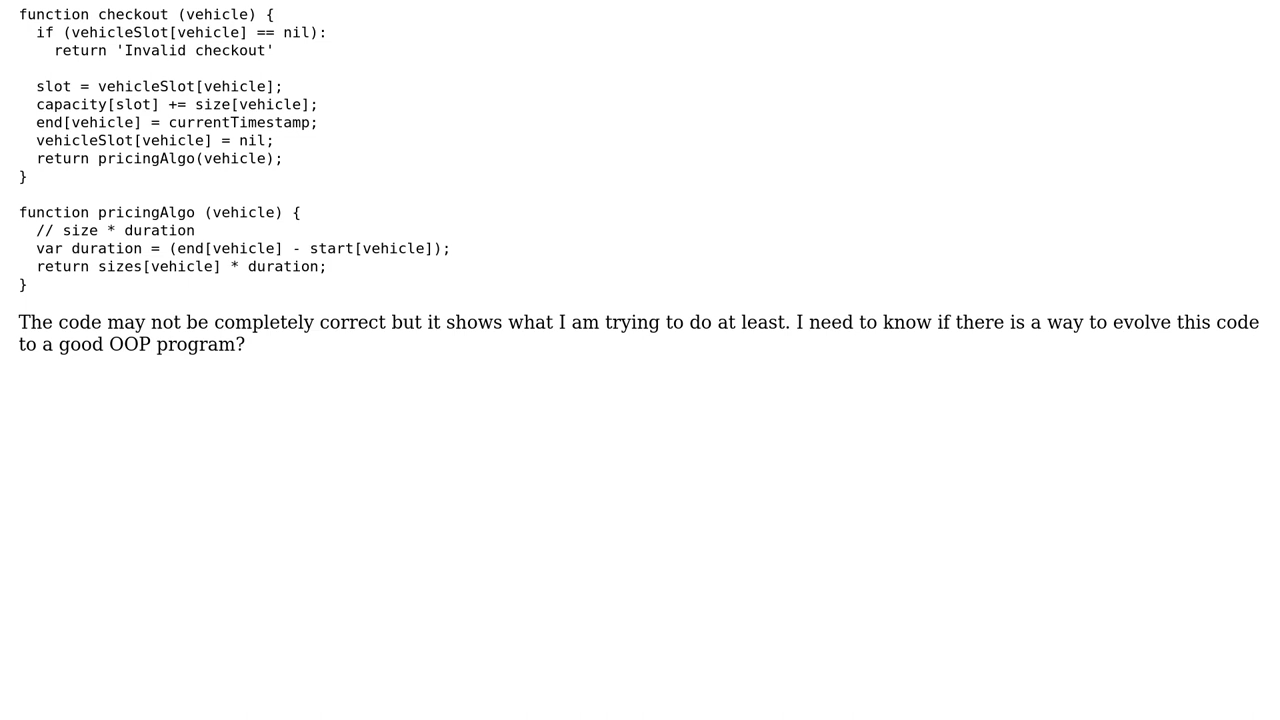 function checkout (vehicle) {
  if (vehicleSlot[vehicle] == nil):
    return 'Invalid checkout'

  slot = vehicleSlot[vehicle];
  capacity[slot] += size[vehicle];
  end[vehicle] = currentTimestamp;
  vehicleSlot[vehicle] = nil;
  return pricingAlgo(vehicle);
}

function pricingAlgo (vehicle) {
  // size * duration
  var duration = (end[vehicle] - start[vehicle]);
  return sizes[vehicle] * duration;
}

The code may not be completely correct but it shows what I am trying to do at least. I need to know if there is a way to evolve this code
to a good OOP program?